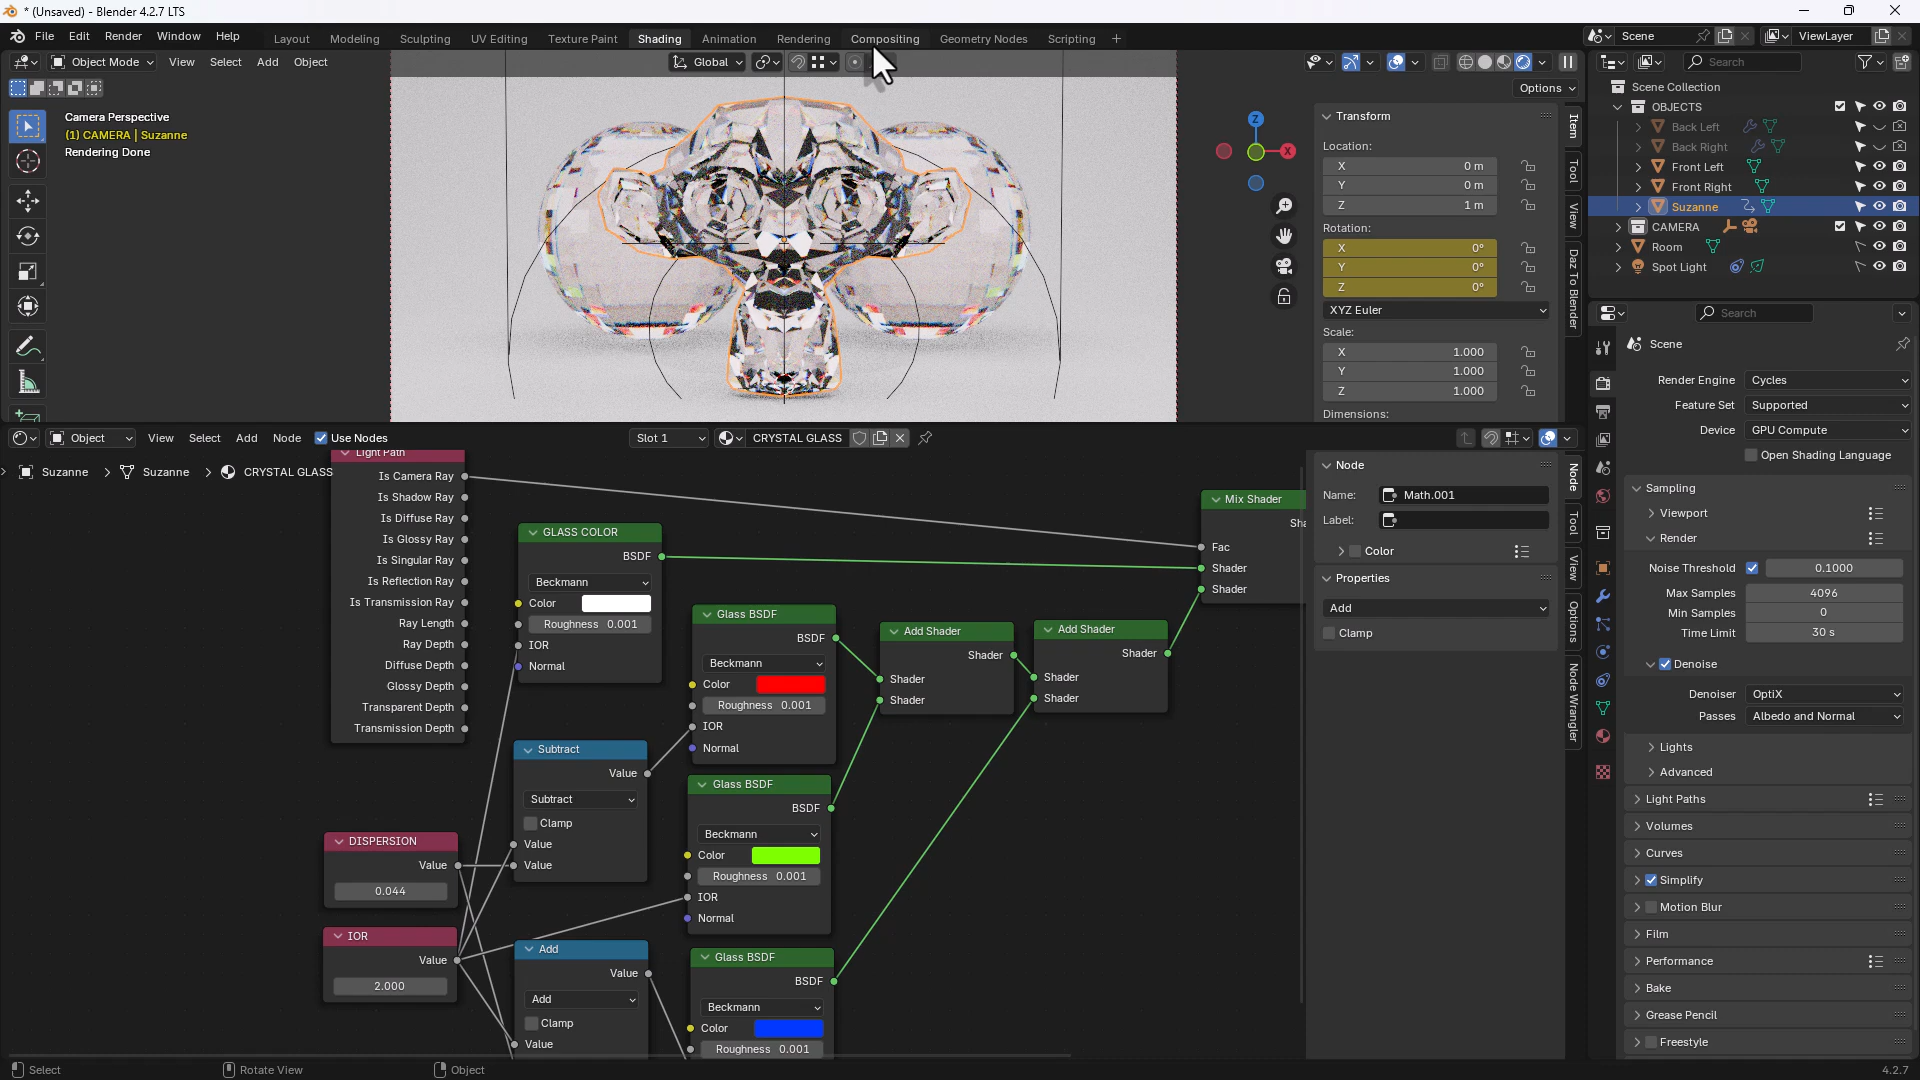 * (Unsaved) - Blender 4.2.7 LTS
File Edit Render Window Help
Layout Modeling Sculpting UV Editing Texture Paint Shading Animation Rendering Compositing Geometry Nodes Scripting +
Scene
ViewLayer
Object Mode View Select Add Object
Global
Search
Options
Camera Perspective
(1) CAMERA | Suzanne
Rendering Done
Z
X
Item
Tool
View
Daz To Blender
Transform
Location:
X 0 m
Y 0 m
Z 1 m
Rotation:
X 0°
Y 0°
Z 0°
XYZ Euler
Scale:
X 1.000
Y 1.000
Z 1.000
Dimensions:
Scene Collection
OBJECTS
Back Left
Back Right
Front Left
Front Right
Suzanne
CAMERA
Room
Spot Light
Object View Select Add Node Use Nodes
Slot 1
CRYSTAL GLASS
Suzanne
Suzanne
CRYSTAL GLASS
Light Path
Is Camera Ray
Is Shadow Ray
Is Diffuse Ray
Is Glossy Ray
Is Singular Ray
Is Reflection Ray
Is Transmission Ray
Ray Length
Ray Depth
Diffuse Depth
Glossy Depth
Transparent Depth
Transmission Depth
GLASS COLOR
BSDF
Beckmann
Color
Roughness 0.001
IOR
Normal
Glass BSDF
BSDF
Beckmann
Color
Roughness 0.001
IOR
Normal
Add Shader
Shader
Shader
Shader
Add Shader
Shader
Shader
Shader
Mix Shader
Sha
Fac
Shader
Shader
Subtract
Value
Subtract
Clamp
Value
Value
Glass BSDF
BSDF
Beckmann
Color
Roughness 0.001
IOR
Normal
DISPERSION
Value
0.044
IOR
Value
2.000
Add
Value
Add
Clamp
Value
Glass BSDF
BSDF
Beckmann
Color
Roughness 0.001
Node
Name: Math.001
Label:
Color
Properties
Add
Clamp
Node
Tool
View
Options
Node Wrangler
Search
Scene
Render Engine Cycles
Feature Set Supported
Device GPU Compute
Open Shading Language
Sampling
Viewport
Render
Noise Threshold 0.1000
Max Samples 4096
Min Samples 0
Time Limit 30 s
Denoise
Denoiser OptiX
Passes Albedo and Normal
Lights
Advanced
Light Paths
Volumes
Curves
Simplify
Motion Blur
Film
Performance
Bake
Grease Pencil
Freestyle
Select
Rotate View
Object
4.2.7